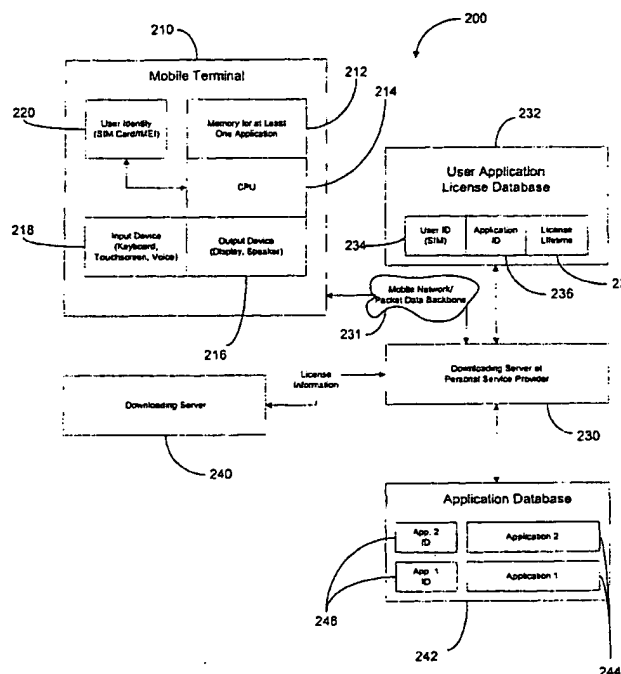 210
200
Mobile Terminal
212
220
User Identity
(SIM Card/IMEI)
Memory for at Least
One Application
214
232
CPU
User Application
License Database
218
Input Device
(Keyboard,
Touchscreen, Voice)
Output Device
(Display, Speaker)
234
User ID
(SIM)
Application
ID
License
Lifetime
236
Mobile Network/
Packet Data Backbone
231
216
License
Information
Downloading Server
Downloading Server at
Personal Service Provider
240
230
Application Database
App. 2
ID
Application 2
App. 1
ID
Application 1
246
242
244